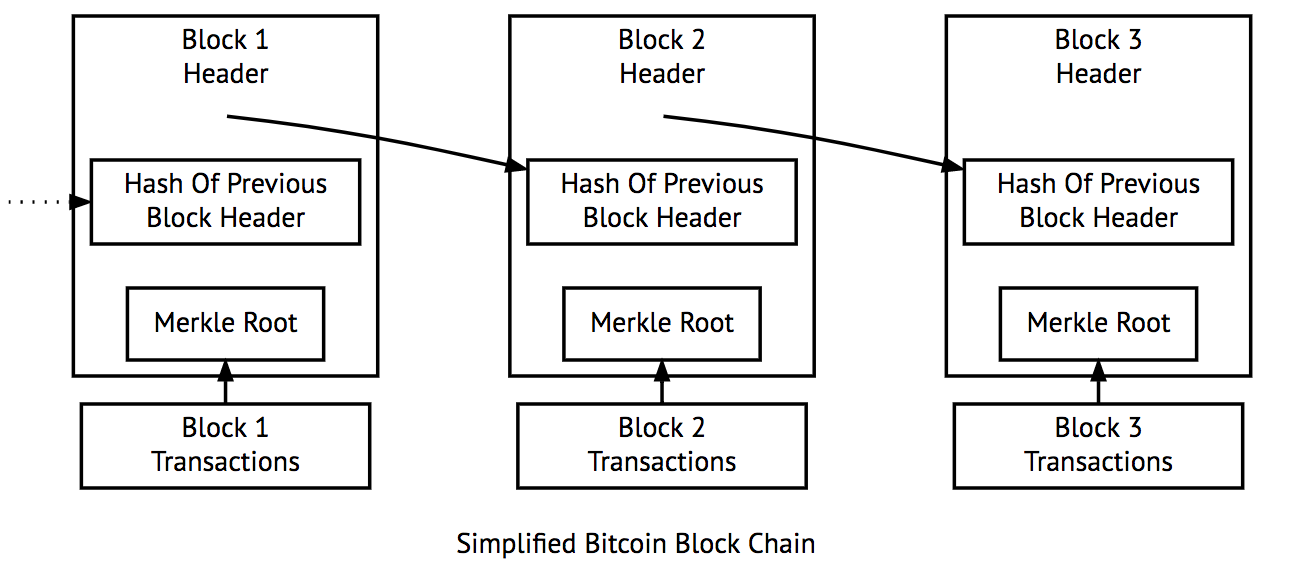 Block 1
Header
Hash Of Previous
Block Header
Merkle Root
Block 1
Transactions
Block 2
Header
Hash Of Previous
Block Header
Merkle Root
Block 2
Transactions
Block 3
Header
Hash Of Previous
Block Header
Merkle Root
Block 3
Transactions
Simplified Bitcoin Block Chain